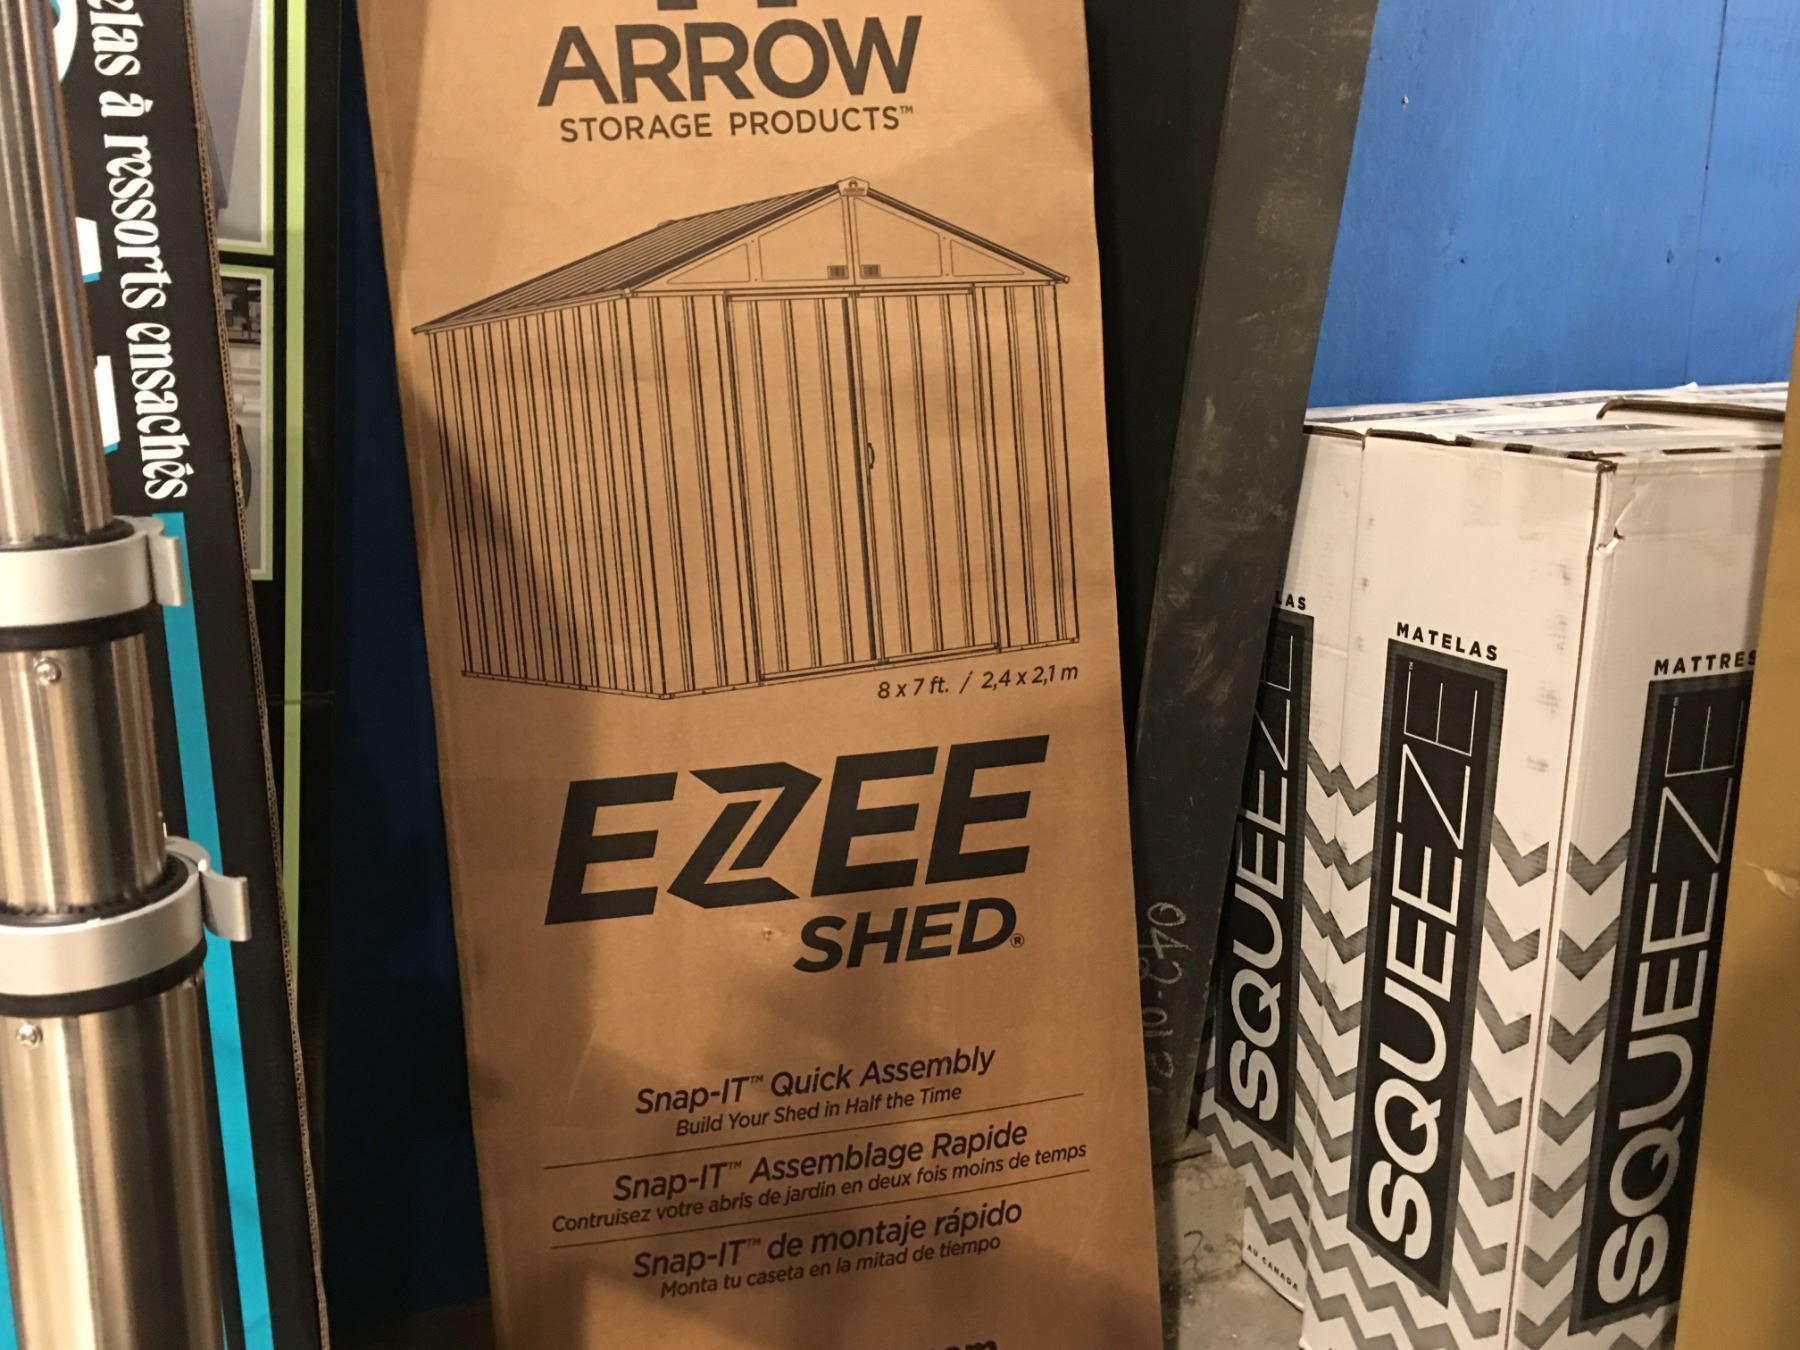 elas à ressorts ensachés
ARROW
STORAGE PRODUCTS™
8 x 7 ft. / 2,4 x 2,1 m
EZEE
SHED®
Snap-IT™ Quick Assembly
Build Your Shed in Half the Time
Snap-IT™ Assemblage Rapide
Contruisez votre abris de jardin en deux fois moins de temps
Snap-IT™ de montaje rápido
Monta tu caseta en la mitad de tiempo
LAS
SQUEEZE
AU CANADA
MATELAS
SQUEEZE
MATTRES
SQUEEZE